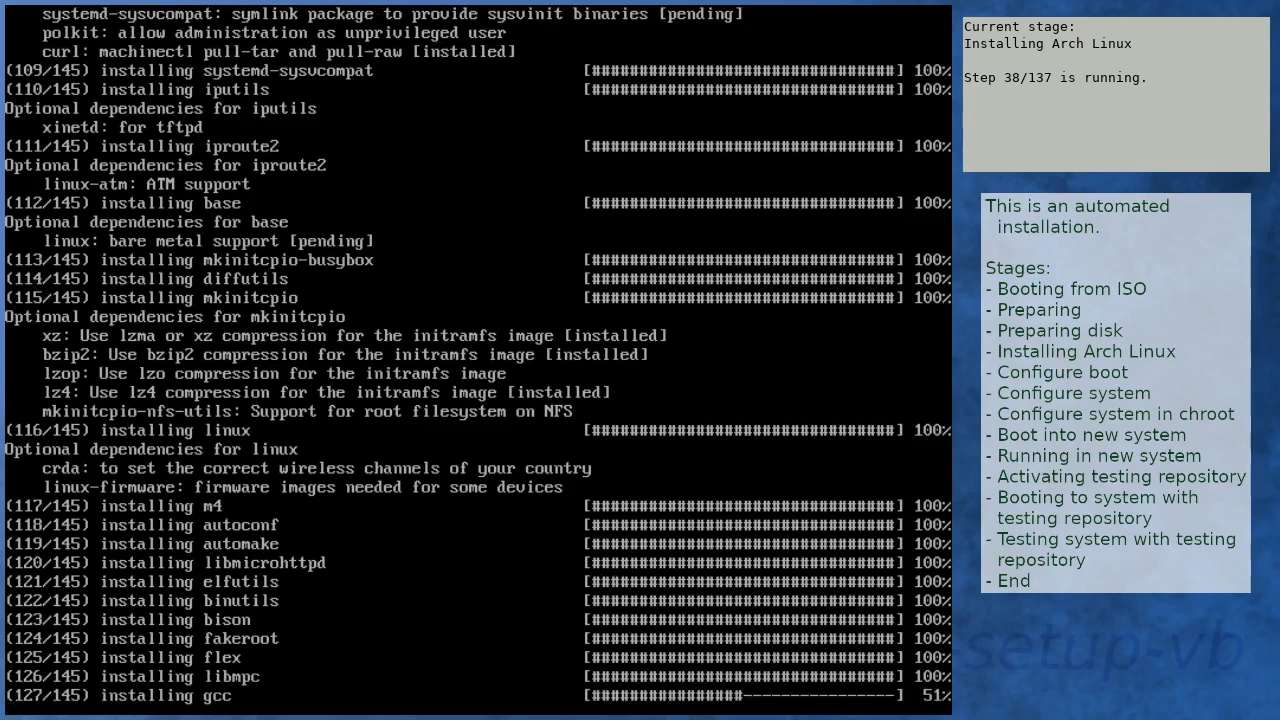 systemd-sysvcompat: symlink package to provide sysvinit binaries [pending]
polkit: allow administration as unprivileged user
curl: machinectl pull-tar and pull-raw [installed]
(109/145) installing systemd-sysvcompat [################################] 100%
(110/145) installing iputils [################################] 100%
Optional dependencies for iputils
xinetd: for tftpd
(111/145) installing iproute2 [################################] 100%
Optional dependencies for iproute2
linux-atm: ATM support
(112/145) installing base [################################] 100%
Optional dependencies for base
linux: bare metal support [pending]
(113/145) installing mkinitcpio-busybox [################################] 100%
(114/145) installing diffutils [################################] 100%
(115/145) installing mkinitcpio [################################] 100%
Optional dependencies for mkinitcpio
xz: Use lzma or xz compression for the initramfs image [installed]
bzip2: Use bzip2 compression for the initramfs image [installed]
lzop: Use lzo compression for the initramfs image
lz4: Use lz4 compression for the initramfs image [installed]
mkinitcpio-nfs-utils: Support for root filesystem on NFS
(116/145) installing linux [################################] 100%
Optional dependencies for linux
crda: to set the correct wireless channels of your country
linux-firmware: firmware images needed for some devices
(117/145) installing m4 [################################] 100%
(118/145) installing autoconf [################################] 100%
(119/145) installing automake [################################] 100%
(120/145) installing libmicrohttpd [################################] 100%
(121/145) installing elfutils [################################] 100%
(122/145) installing binutils [################################] 100%
(123/145) installing bison [################################] 100%
(124/145) installing fakeroot [################################] 100%
(125/145) installing flex [################################] 100%
(126/145) installing libmpc [################################] 100%
(127/145) installing gcc [################----------------] 51%
Current stage:
Installing Arch Linux
Step 38/137 is running.
This is an automated
installation.
Stages:
- Booting from ISO
- Preparing
- Preparing disk
- Installing Arch Linux
- Configure boot
- Configure system
- Configure system in chroot
- Boot into new system
- Running in new system
- Activating testing repository
- Booting to system with
testing repository
- Testing system with testing
repository
- End
setup-vb